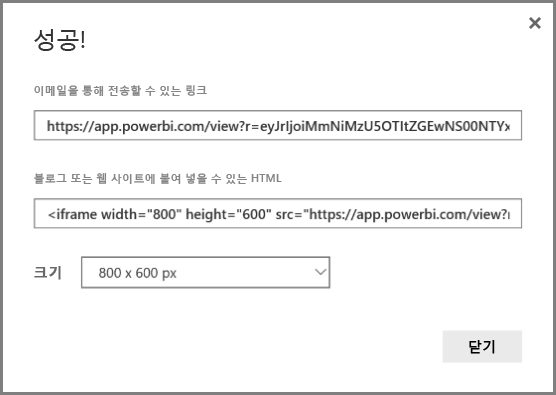 성공!
이메일을 통해 전송할 수 있는 링크
https://app.powerbi.com/view?r=eyJrIjoiMmNiMzU5OTItZGEwNS00NTYx
블로그 또는 웹 사이트에 붙여 넣을 수 있는 HTML
<iframe width="800" height="600" src="https://app.powerbi.com/view?r
크기 800 x 600 px
닫기